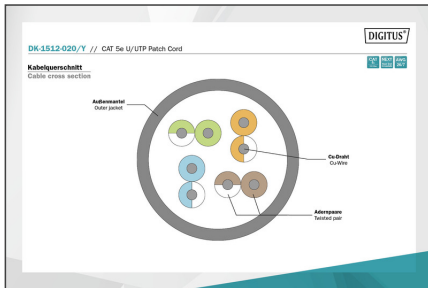 DIGITUS®
DK-1512-020/Y // CAT 5e U/UTP Patch Cord
Kabelquerschnitt
Cable cross section
Außenmantel
Outer jacket
Cu-Draht
Cu-Wire
Adernpaare
Twisted pair